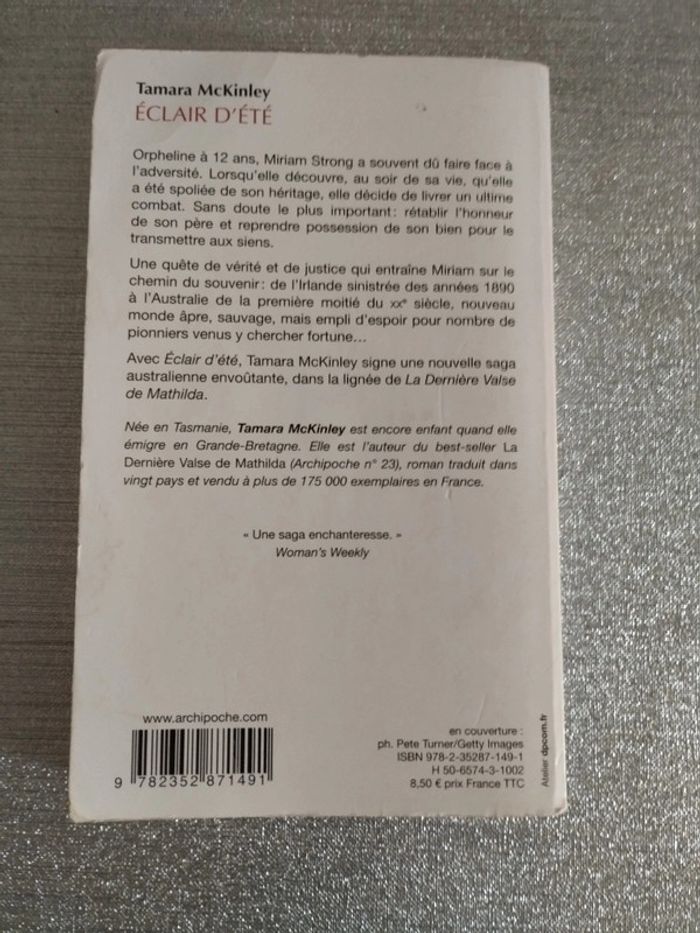 Tamara McKinley
ÉCLAIR D'ÉTÉ
Orpheline à 12 ans, Miriam Strong a souvent dû faire face à
l'adversité. Lorsqu'elle découvre, au soir de sa vie, qu'elle
a été spoliée de son héritage, elle décide de livrer un ultime
combat. Sans doute le plus important : rétablir l'honneur
de son père et reprendre possession de son bien pour le
transmettre aux siens.
Une quête de vérité et de justice qui entraîne Miriam sur le
chemin du souvenir : de l'Irlande sinistrée des années 1890
à l'Australie de la première moitié du XXe siècle, nouveau
monde âpre, sauvage, mais empli d'espoir pour nombre de
pionniers venus y chercher fortune…
Avec Éclair d'été, Tamara McKinley signe une nouvelle saga
australienne envoûtante, dans la lignée de La Dernière Valse
de Mathilda.
Née en Tasmanie, Tamara McKinley est encore enfant quand elle
émigre en Grande-Bretagne. Elle est l'auteur du best-seller La
Dernière Valse de Mathilda (Archipoche n° 23), roman traduit dans
vingt pays et vendu à plus de 175 000 exemplaires en France.
« Une saga enchanteresse. »
Woman's Weekly
www.archipoche.com
9 782352 871491
en couverture :
ph. Pete Turner/Getty Images
ISBN 978-2-35287-149-1
H 50-6574-3-1002
8,50 € prix France TTC
Atelier dpcom.fr